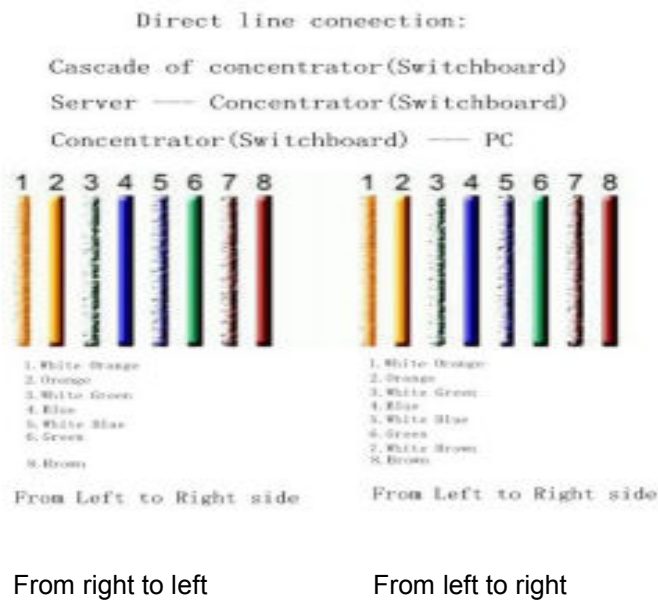 Direct line coneection:
Cascade of concentrator(Switchboard)
Server —— Concentrator(Switchboard)
Concentrator(Switchboard) —— PC
1 2 3 4 5 6 7 8
1 2 3 4 5 6 7 8
1. White Orange
2. Orange
3. White Green
4. Blue
5. White Blue
6. Green
8. Brown
From Left to Right side
1. White Orange
2. Orange
3. White Green
4. Blue
5. White Blue
6. Green
7. White Brown
8. Brown
From Left to Right side
From right to left
From left to right